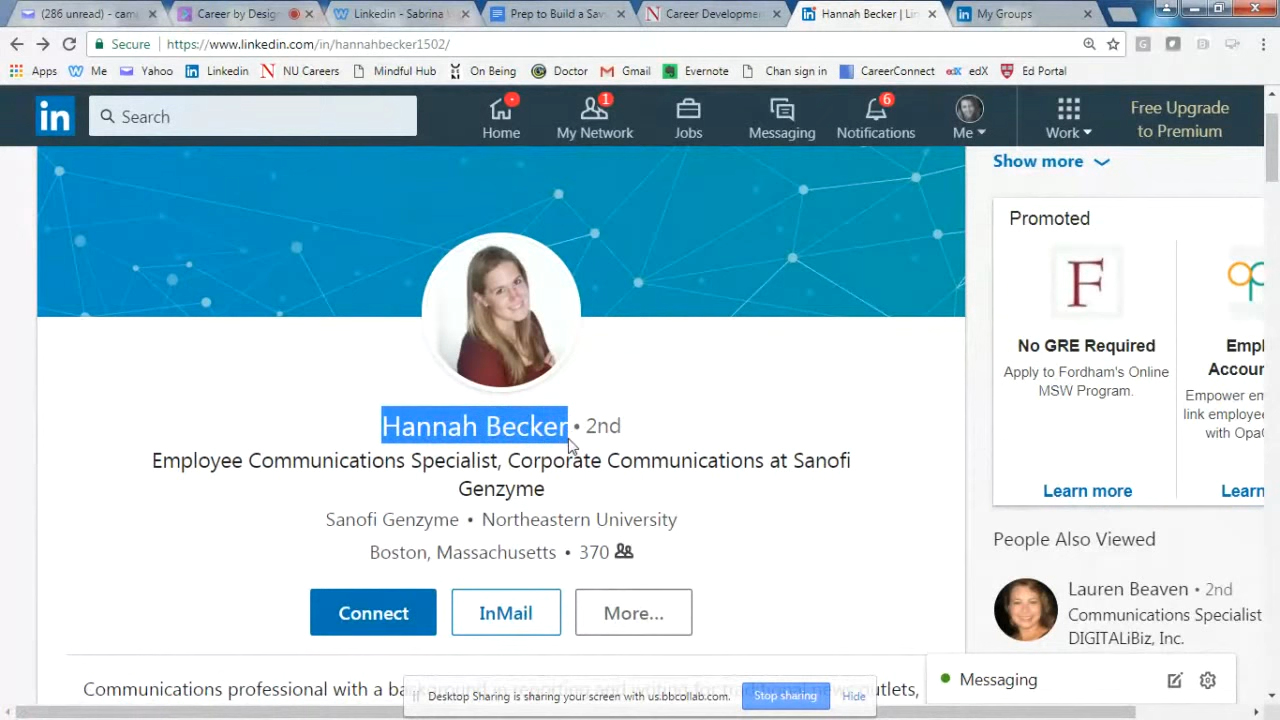 (286 unread) - cam
Career by Desig
Linkedin - Sabrina W
Prep to Build a Sav
Career Developme
Hannah Becker | Lin
My Groups
Secure
https://www.linkedin.com/in/hannahbecker1502/
Apps
Me
Yahoo
Linkedin
NU Careers
Mindful Hub
On Being
Doctor
Gmail
Evernote
Chan sign in
CareerConnect
edX
Ed Portal
in
Search
Home
1
My Network
Jobs
Messaging
6
Notifications
Me
Work
Free Upgrade
to Premium
Show more
Promoted
F
No GRE Required
Apply to Fordham's Online
MSW Program.
Learn more
op
Empl
Accour
Empower em
link employee
with OpaC
Learn
Hannah Becker • 2nd
Employee Communications Specialist, Corporate Communications at Sanofi
Genzyme
Sanofi Genzyme • Northeastern University
Boston, Massachusetts • 370
Connect
InMail
More...
People Also Viewed
Lauren Beaven • 2nd
Communications Specialist
DIGITALiBiz, Inc.
Messaging
Communications professional with a outlets,
Desktop Sharing is sharing your screen with us.bbcollab.com.
Stop sharing
Hide